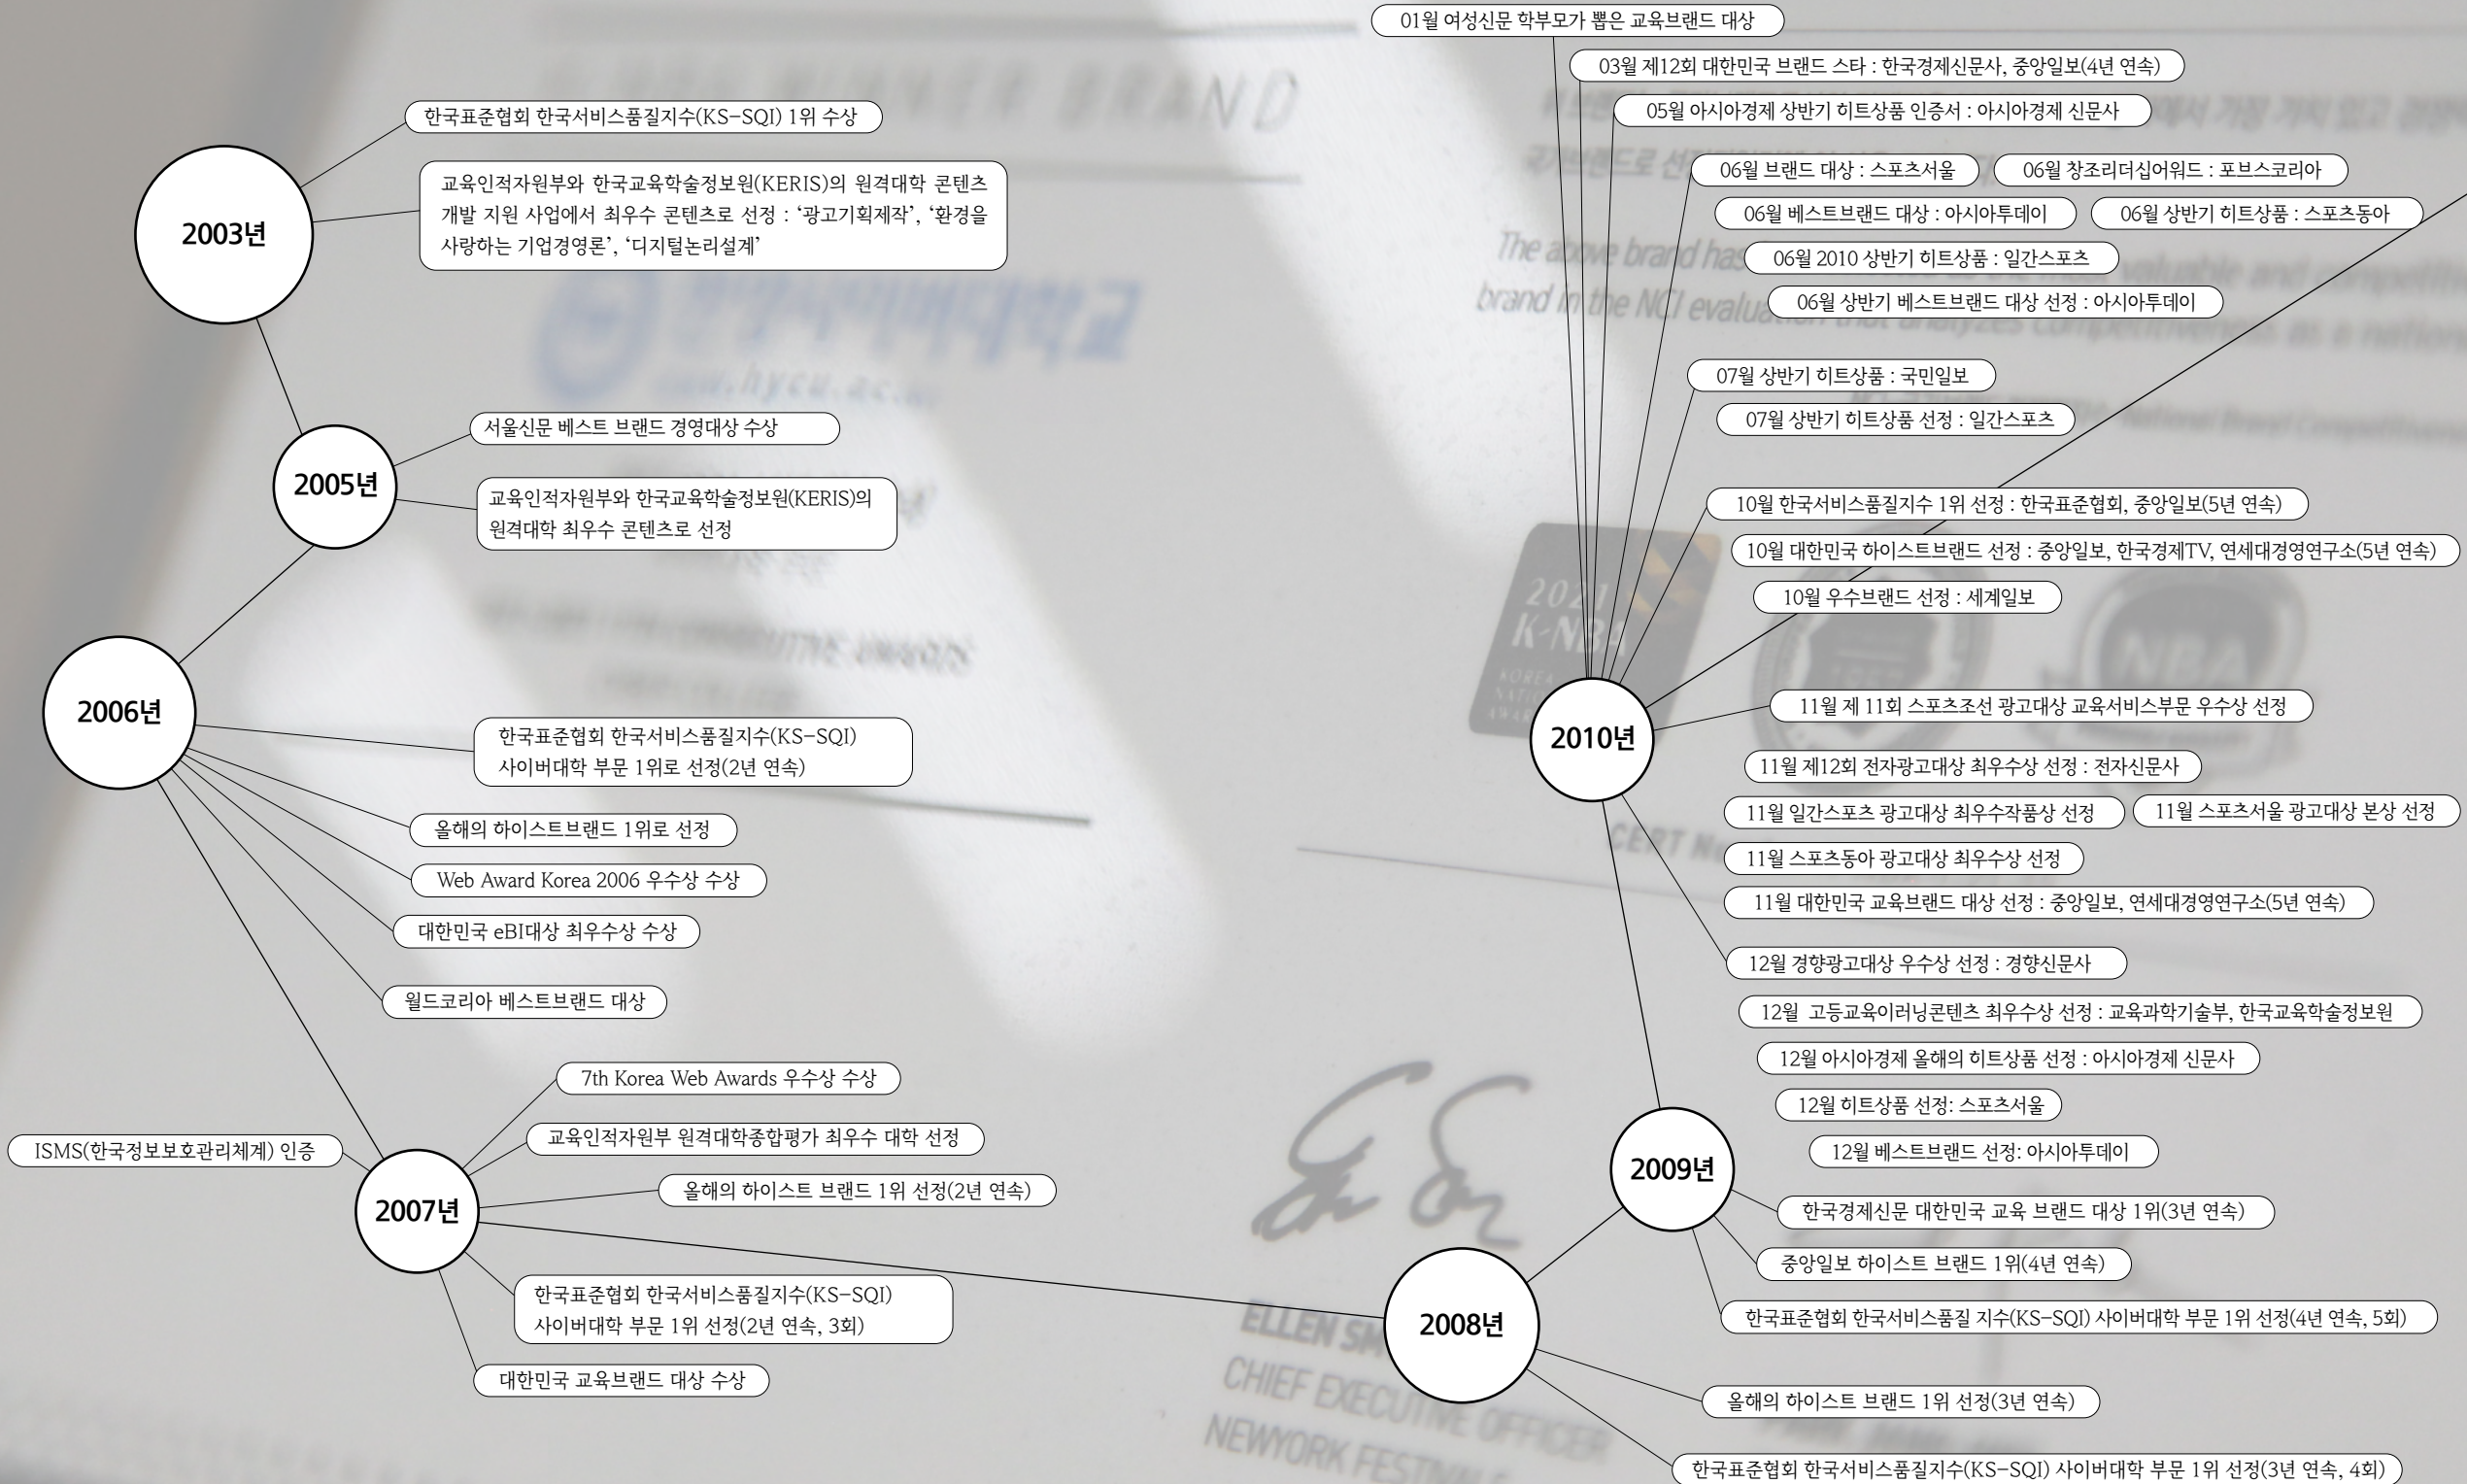 2003년
한국표준협회 한국서비스품질지수(KS-SQI) 1위 수상
교육인적자원부와 한국교육학술정보원(KERIS)의 원격대학 콘텐츠
개발 지원 사업에서 최우수 콘텐츠로 선정 : ‘광고기획제작’, ‘환경을
사랑하는 기업경영론’, ‘디지털논리설계’
2005년
서울신문 베스트 브랜드 경영대상 수상
교육인적자원부와 한국교육학술정보원(KERIS)의
원격대학 최우수 콘텐츠로 선정
2006년
한국표준협회 한국서비스품질지수(KS-SQI)
사이버대학 부문 1위로 선정(2년 연속)
올해의 하이스트브랜드 1위로 선정
Web Award Korea 2006 우수상 수상
대한민국 eBI대상 최우수상 수상
월드코리아 베스트브랜드 대상
2007년
7th Korea Web Awards 우수상 수상
교육인적자원부 원격대학종합평가 최우수 대학 선정
ISMS(한국정보보호관리체계) 인증
올해의 하이스트 브랜드 1위 선정(2년 연속)
한국표준협회 한국서비스품질지수(KS-SQI)
사이버대학 부문 1위 선정(2년 연속, 3회)
대한민국 교육브랜드 대상 수상
2008년
올해의 하이스트 브랜드 1위 선정(3년 연속)
한국표준협회 한국서비스품질지수(KS-SQI) 사이버대학 부문 1위 선정(3년 연속, 4회)
2009년
한국경제신문 대한민국 교육 브랜드 대상 1위(3년 연속)
중앙일보 하이스트 브랜드 1위(4년 연속)
한국표준협회 한국서비스품질 지수(KS-SQI) 사이버대학 부문 1위 선정(4년 연속, 5회)
2010년
01월 여성신문 학부모가 뽑은 교육브랜드 대상
03월 제12회 대한민국 브랜드 스타 : 한국경제신문사, 중앙일보(4년 연속)
05월 아시아경제 상반기 히트상품 인증서 : 아시아경제 신문사
06월 브랜드 대상 : 스포츠서울
06월 창조리더십어워드 : 포브스코리아
06월 베스트브랜드 대상 : 아시아투데이
06월 상반기 히트상품 : 스포츠동아
06월 2010 상반기 히트상품 : 일간스포츠
06월 상반기 베스트브랜드 대상 선정 : 아시아투데이
07월 상반기 히트상품 : 국민일보
07월 상반기 히트상품 선정 : 일간스포츠
10월 한국서비스품질지수 1위 선정 : 한국표준협회, 중앙일보(5년 연속)
10월 대한민국 하이스트브랜드 선정 : 중앙일보, 한국경제TV, 연세대경영연구소(5년 연속)
10월 우수브랜드 선정 : 세계일보
11월 제 11회 스포츠조선 광고대상 교육서비스부문 우수상 선정
11월 제12회 전자광고대상 최우수상 선정 : 전자신문사
11월 일간스포츠 광고대상 최우수작품상 선정
11월 스포츠서울 광고대상 본상 선정
11월 스포츠동아 광고대상 최우수상 선정
11월 대한민국 교육브랜드 대상 선정 : 중앙일보, 연세대경영연구소(5년 연속)
12월 경향광고대상 우수상 선정 : 경향신문사
12월 고등교육이러닝콘텐츠 최우수상 선정 : 교육과학기술부, 한국교육학술정보원
12월 아시아경제 올해의 히트상품 선정 : 아시아경제 신문사
12월 히트상품 선정: 스포츠서울
12월 베스트브랜드 선정: 아시아투데이
BRAND
한양사이버대학교
www.hycu.ac.kr
가장 가치 있고
The above brand has valuable and
brand in the NCI that analyzes competitiveness as a
2021
K-NBA
NBA
CERT
ELLEN
CHIEF EXECUTIVE OFFICER
NEWYORK FESTIVALS